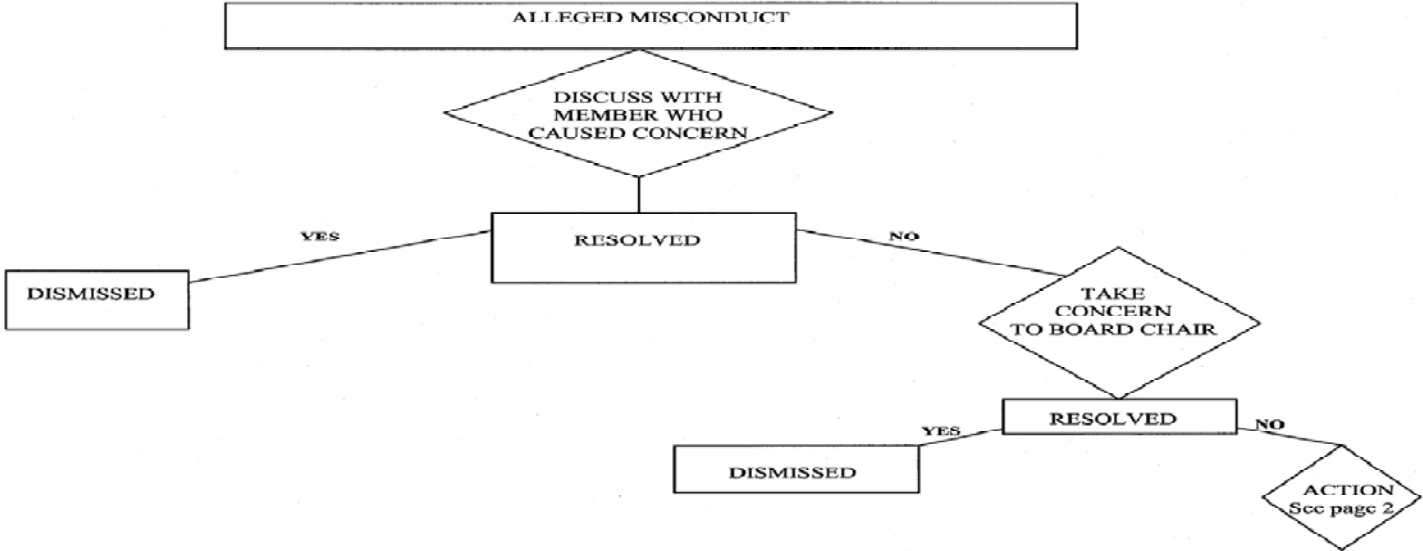 ALLEGED MISCONDUCT
DISCUSS WITH
MEMBER WHO
CAUSED CONCERN
YES
RESOLVED
NO
DISMISSED
TAKE
CONCERN
TO BOARD CHAIR
YES
RESOLVED
NO
DISMISSED
ACTION
See page 2